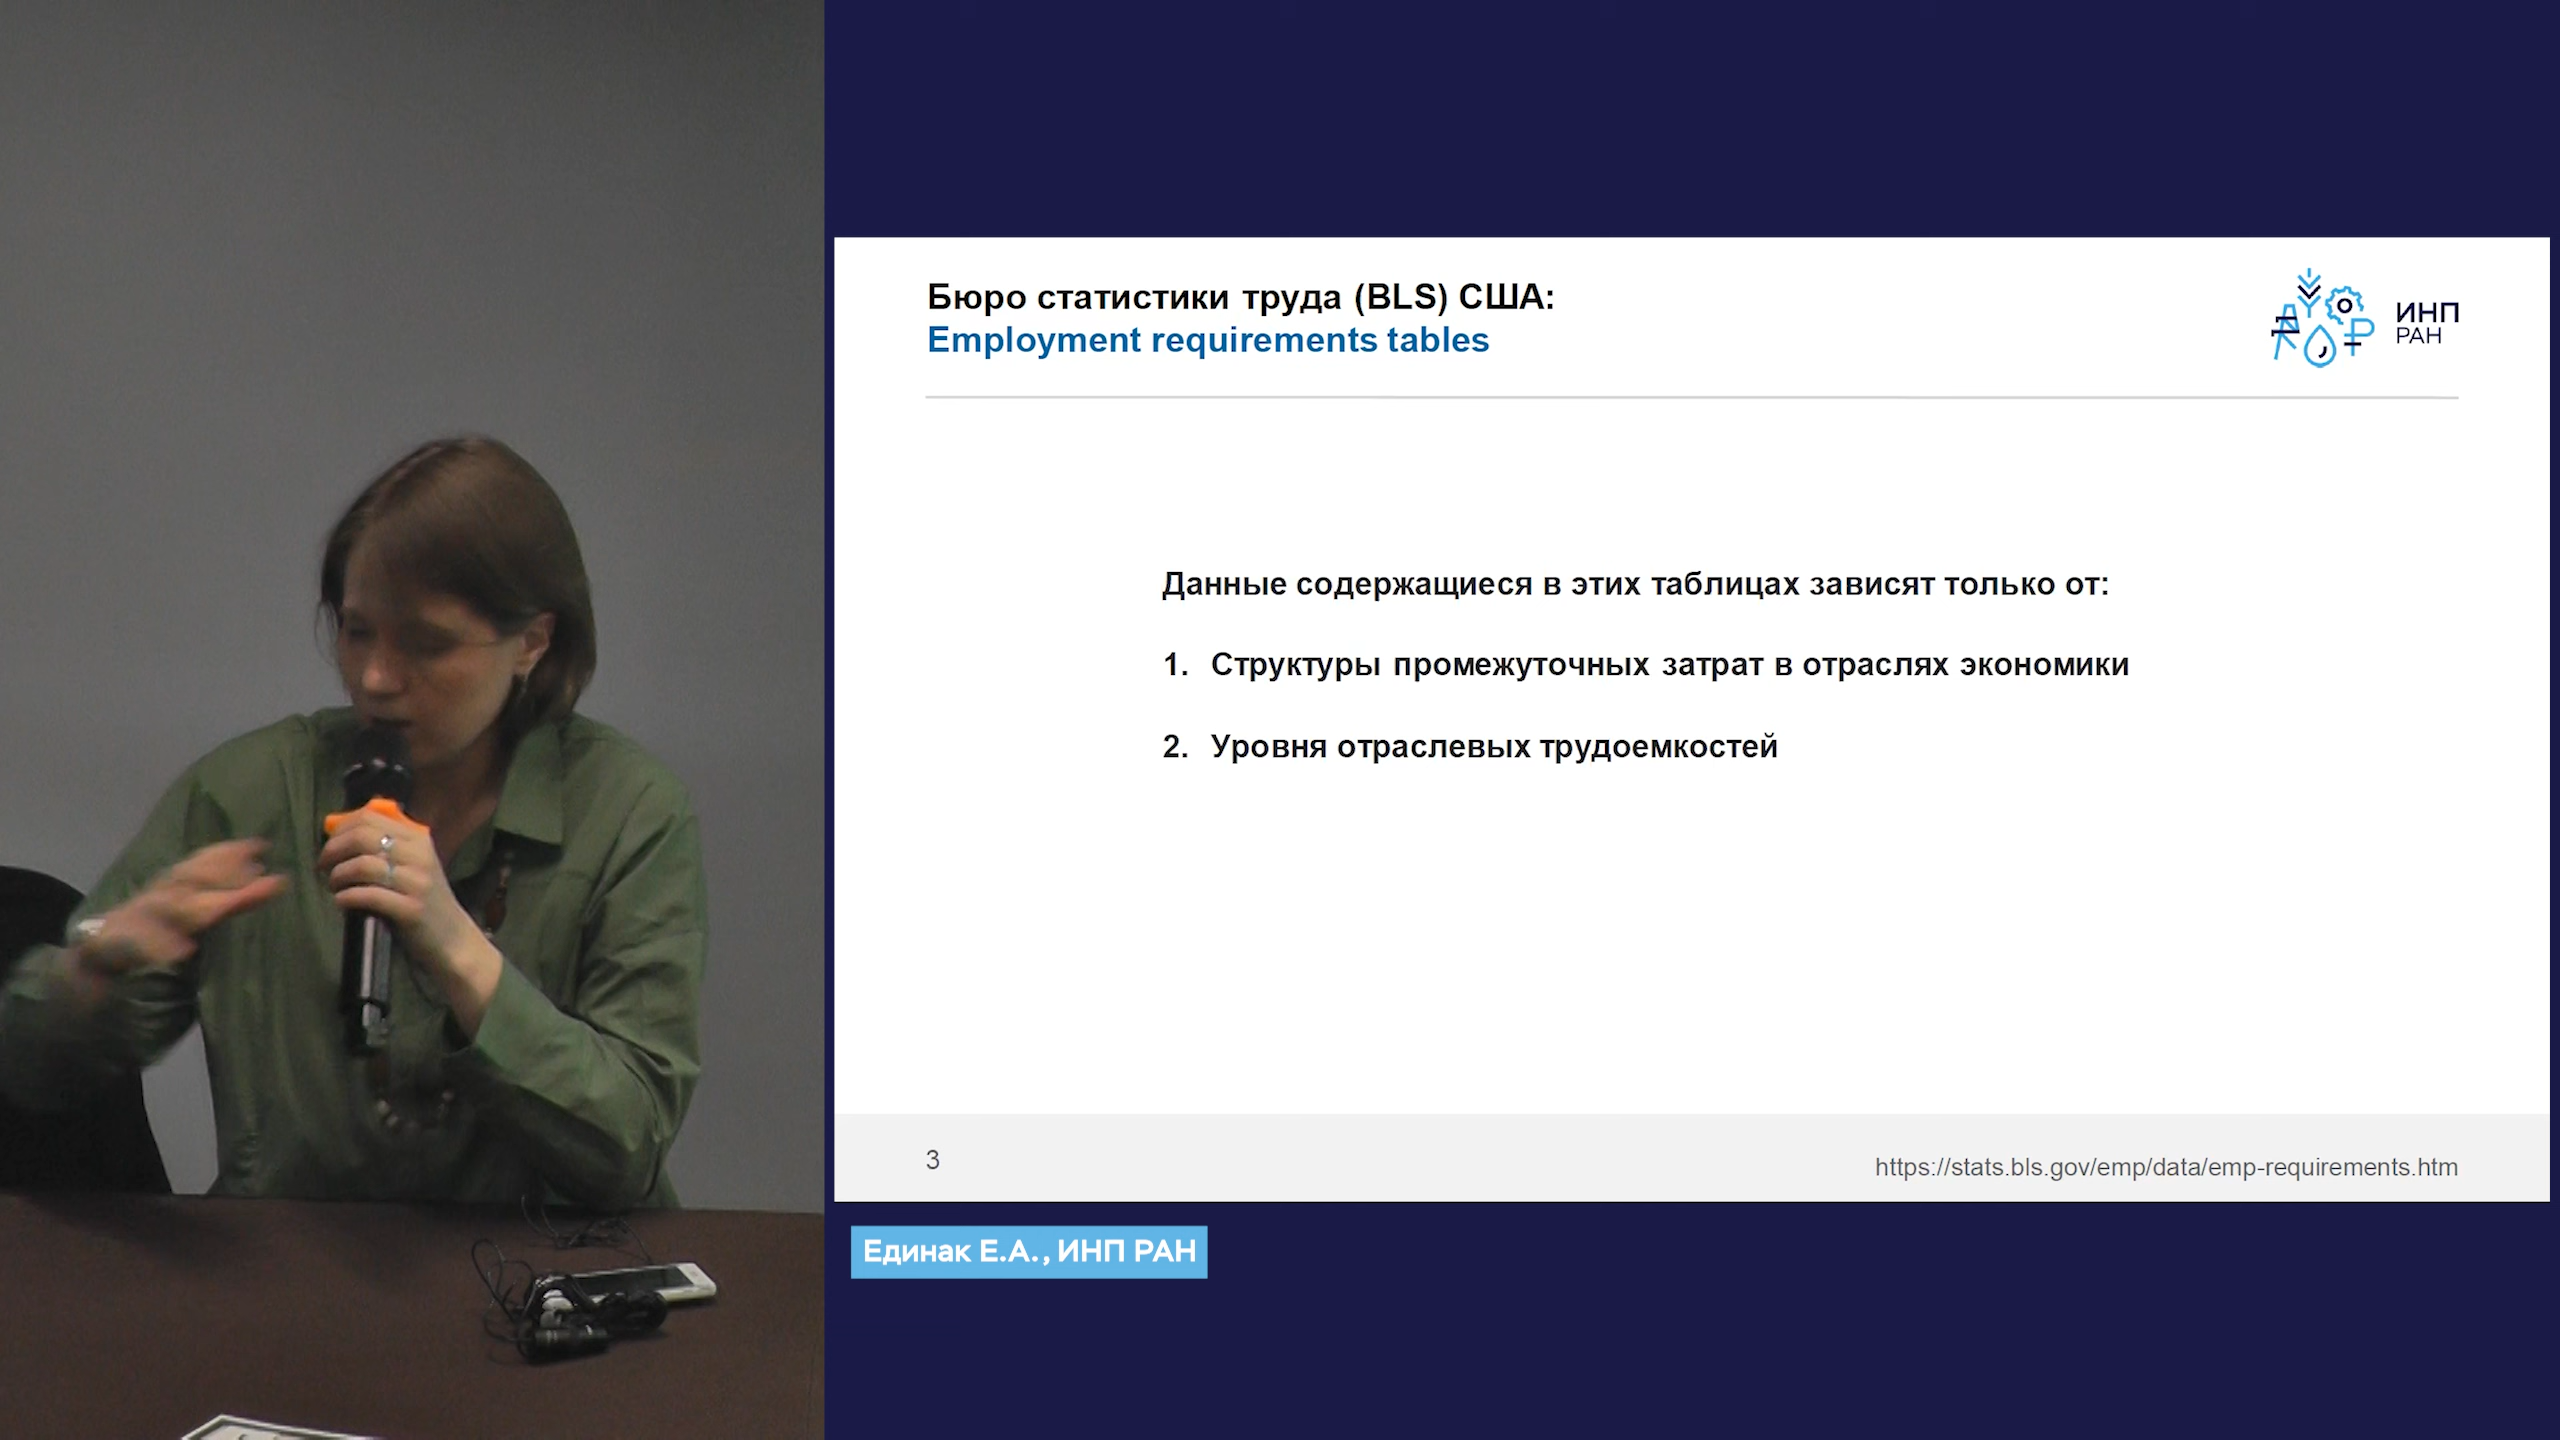 Бюро статистики труда (BLS) США:
Employment requirements tables
ИНП
РАН
Данные содержащиеся в этих таблицах зависят только от:
1. Структуры промежуточных затрат в отраслях экономики
2. Уровня отраслевых трудоемкостей
3
https://stats.bls.gov/emp/data/emp-requirements.htm
Единак Е.А., ИНП РАН